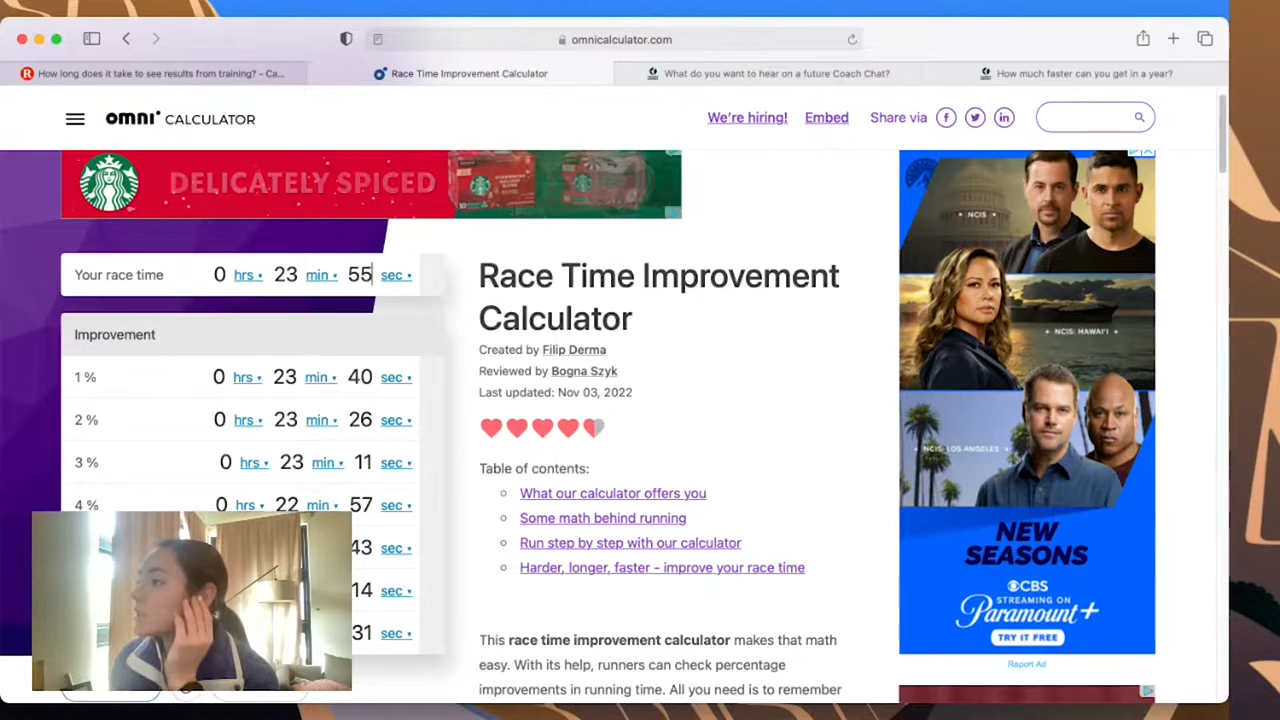 omnicalculator.com
How long does it take to see results from training? - Ca...
Race Time Improvement Calculator
What do you want to hear on a future Coach Chat?
How much faster can you get in a year?
omni CALCULATOR
We're hiring!
Embed
Share via
DELICATELY SPICED
Your race time 0 hrs 23 min 55 sec
Improvement
1 % 0 hrs 23 min 40 sec
2 % 0 hrs 23 min 26 sec
3 % 0 hrs 23 min 11 sec
4 % 0 hrs 22 min 57 sec
43 sec
14 sec
31 sec
Race Time Improvement
Calculator
Created by Filip Derma
Reviewed by Bogna Szyk
Last updated: Nov 03, 2022
Table of contents:
What our calculator offers you
Some math behind running
Run step by step with our calculator
Harder, longer, faster - improve your race time
This race time improvement calculator makes that math
easy. With its help, runners can check percentage
improvements in running time. All you need is to remember
NCIS
NCIS: HAWAI'I
NCIS: LOS ANGELES
NEW
SEASONS
CBS
STREAMING ON
Paramount+
TRY IT FREE
Report Ad